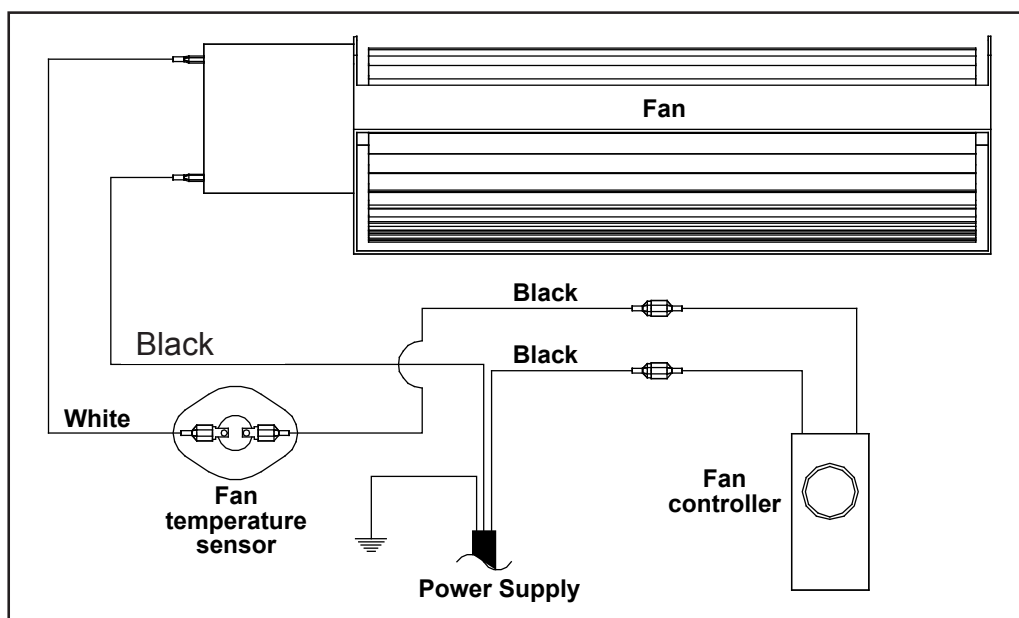 Fan
Black
Black
Black
White
Fan
temperature
sensor
Fan
controller
Power Supply